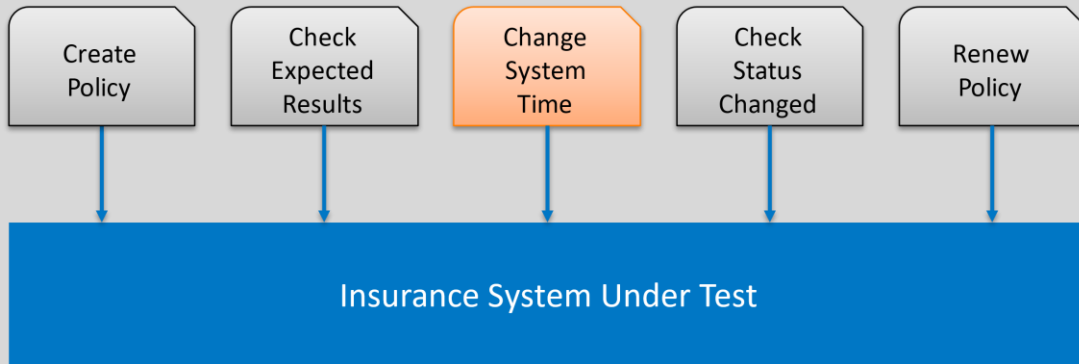 Create
Policy
Check
Expected
Results
Change
System
Time
Check
Status
Changed
Renew
Policy
Insurance System Under Test